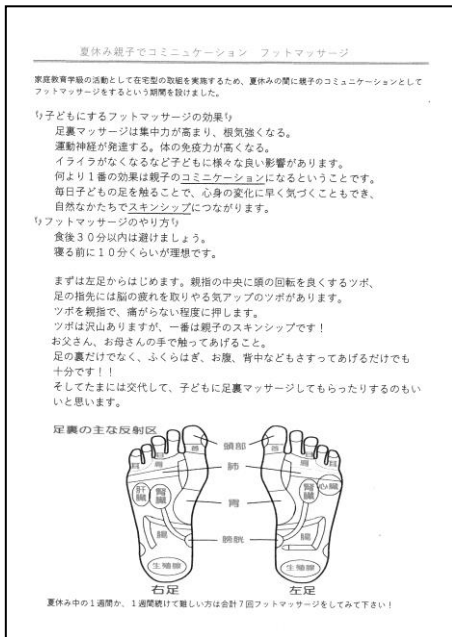 夏休み親子でコミニュケーション　フットマッサージ
家庭教育学級の活動として在宅型の取組を実施するため、夏休みの間に親子のコミュニケーションとして
フットマッサージをするという期間を設けました。
子どもにするフットマッサージの効果
足裏マッサージは集中力が高まり、根気強くなる。
運動神経が発達する。体の免疫力が高くなる。
イライラがなくなるなど子どもに様々な良い影響があります。
何より１番の効果は親子のコミニケーションになるということです。
毎日子どもの足を触ることで、心身の変化に早く気づくこともでき、
自然なかたちでスキンシップにつながります。
フットマッサージのやり方
食後３０分以内は避けましょう。
寝る前に１０分くらいが理想です。
まずは左足からはじめます。親指の中央に頭の回転を良くするツボ、
足の指先には脳の疲れを取りやる気アップのツボがあります。
ツボを親指で、痛がらない程度に押します。
ツボは沢山ありますが、一番は親子のスキンシップです！
お父さん、お母さんの手で触ってあげること。
足の裏だけでなく、ふくらはぎ、お腹、背中などもさすってあげるだけでも
十分です！！
そしてたまには交代して、子どもに足裏マッサージしてもらったりするのもい
いと思います。
足裏の主な反射区
頭部
首 首
耳 目 目 耳
肺
肝臓 腎臓 腎臓 心臓
胃
腸 腸
膀胱
生殖腺 生殖腺
右足 左足
夏休み中の１週間か、１週間続けて難しい方は合計７回フットマッサージをしてみて下さい！